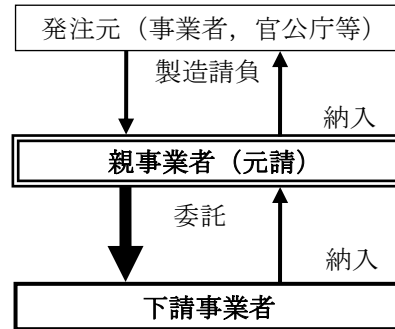 発注元（事業者，官公庁等）
製造請負
納入
親事業者（元請）
委託
納入
下請事業者